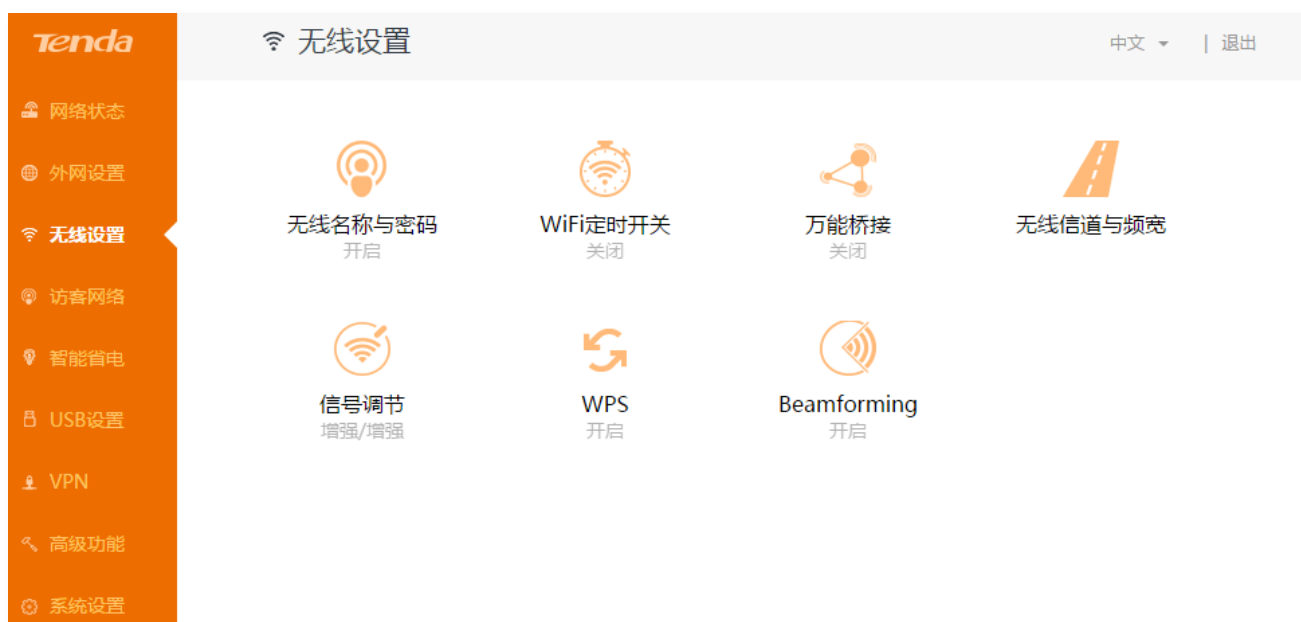 Tenda
无线设置
中文 | 退出
网络状态
外网设置
无线设置
访客网络
智能省电
USB设置
VPN
高级功能
系统设置
无线名称与密码
开启
WiFi定时开关
关闭
万能桥接
关闭
无线信道与频宽
信号调节
增强/增强
WPS
开启
Beamforming
开启